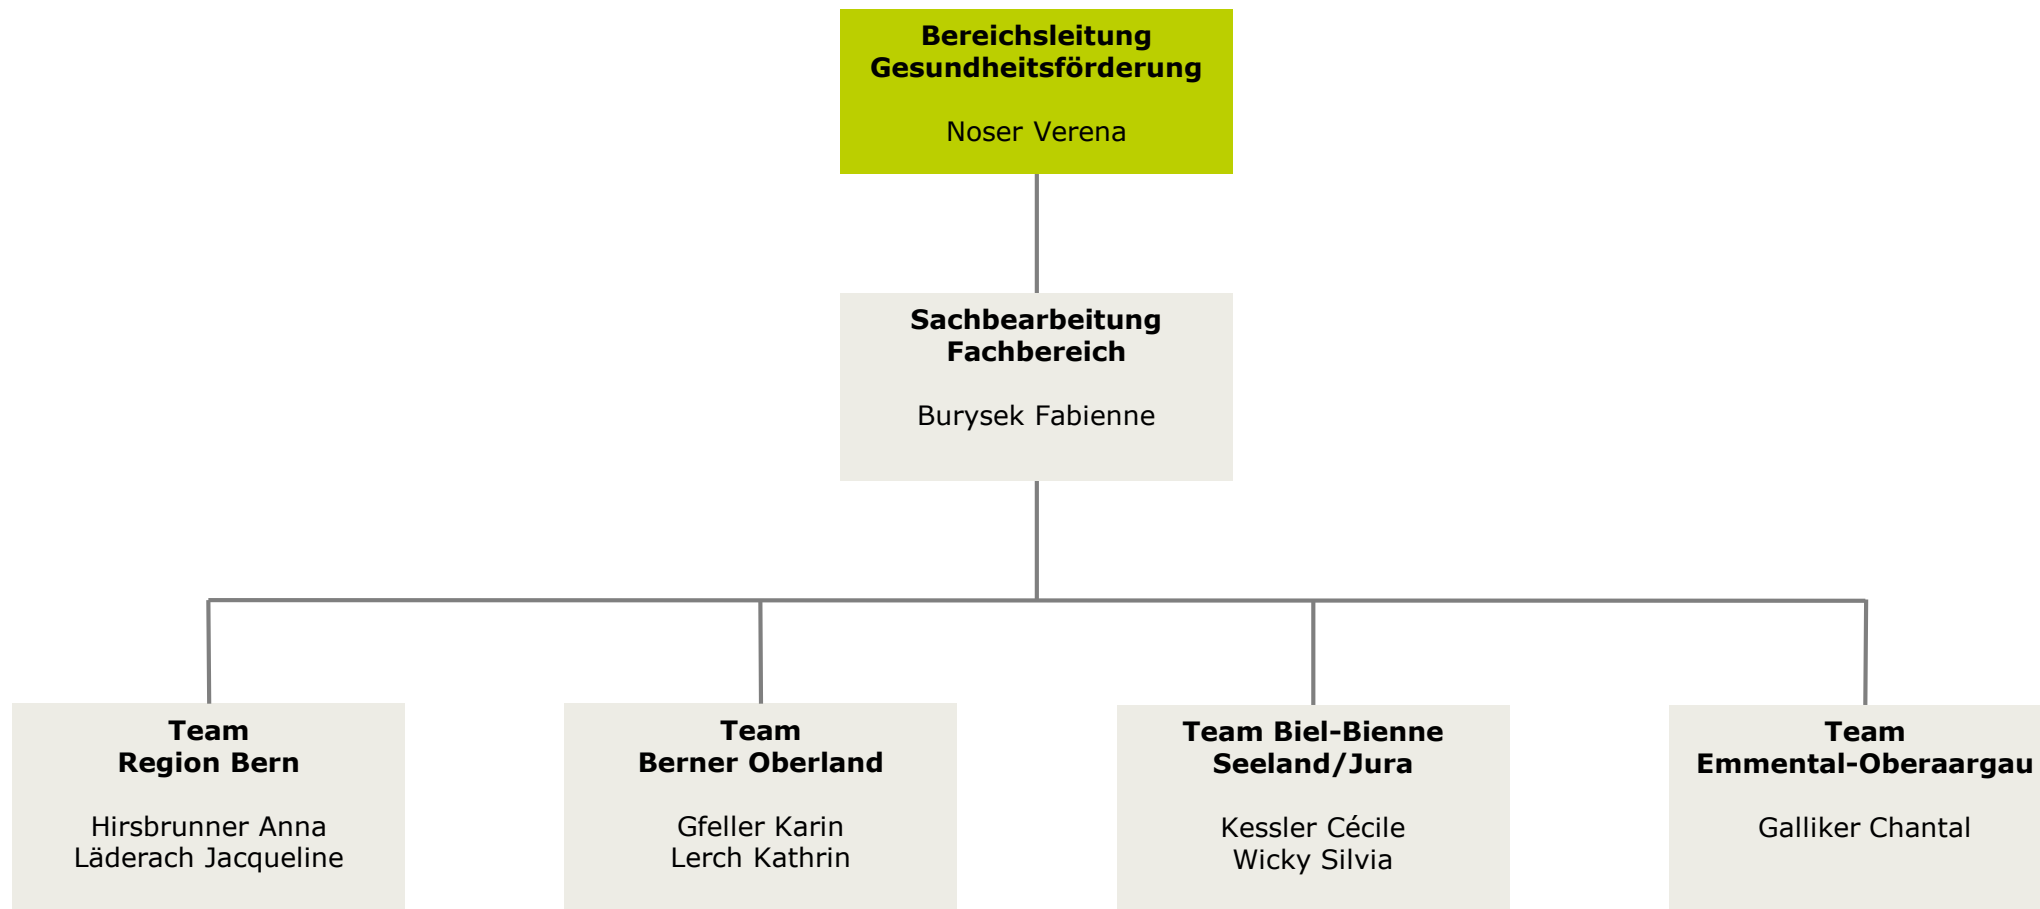 Bereichsleitung
Gesundheitsförderung
Noser Verena
Sachbearbeitung
Fachbereich
Burysek Fabienne
Team
Region Bern
Hirsbrunner Anna
Läderach Jacqueline
Team
Berner Oberland
Gfeller Karin
Lerch Kathrin
Team Biel-Bienne
Seeland/Jura
Kessler Cécile
Wicky Silvia
Team
Emmental-Oberaargau
Galliker Chantal